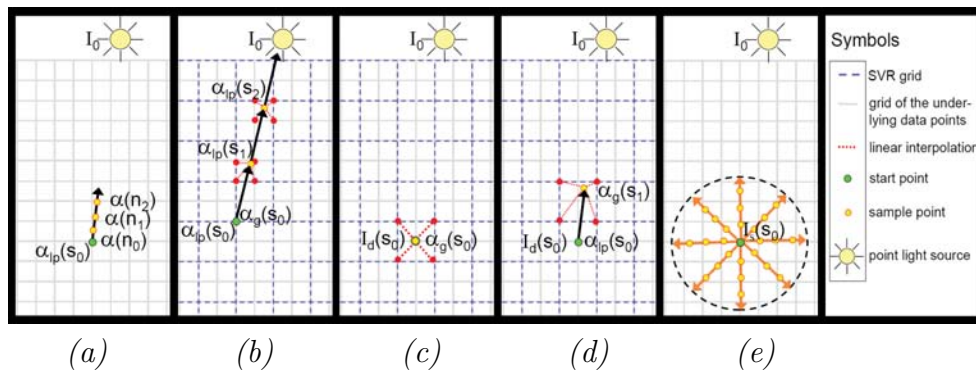 I₀
α(n₂)
α(n₁)
α(n₀)
αlp(s₀)
(a)
I₀
αlp(s₂)
αlp(s₁)
αg(s₀)
αlp(s₀)
(b)
I₀
Id(s₀) αg(s₀)
(c)
I₀
αg(s₁)
Id(s₀) αlp(s₀)
(d)
I₀
Is(s₀)
(e)
Symbols
SVR grid
grid of the under-
lying data points
linear interpolation
start point
sample point
point light source